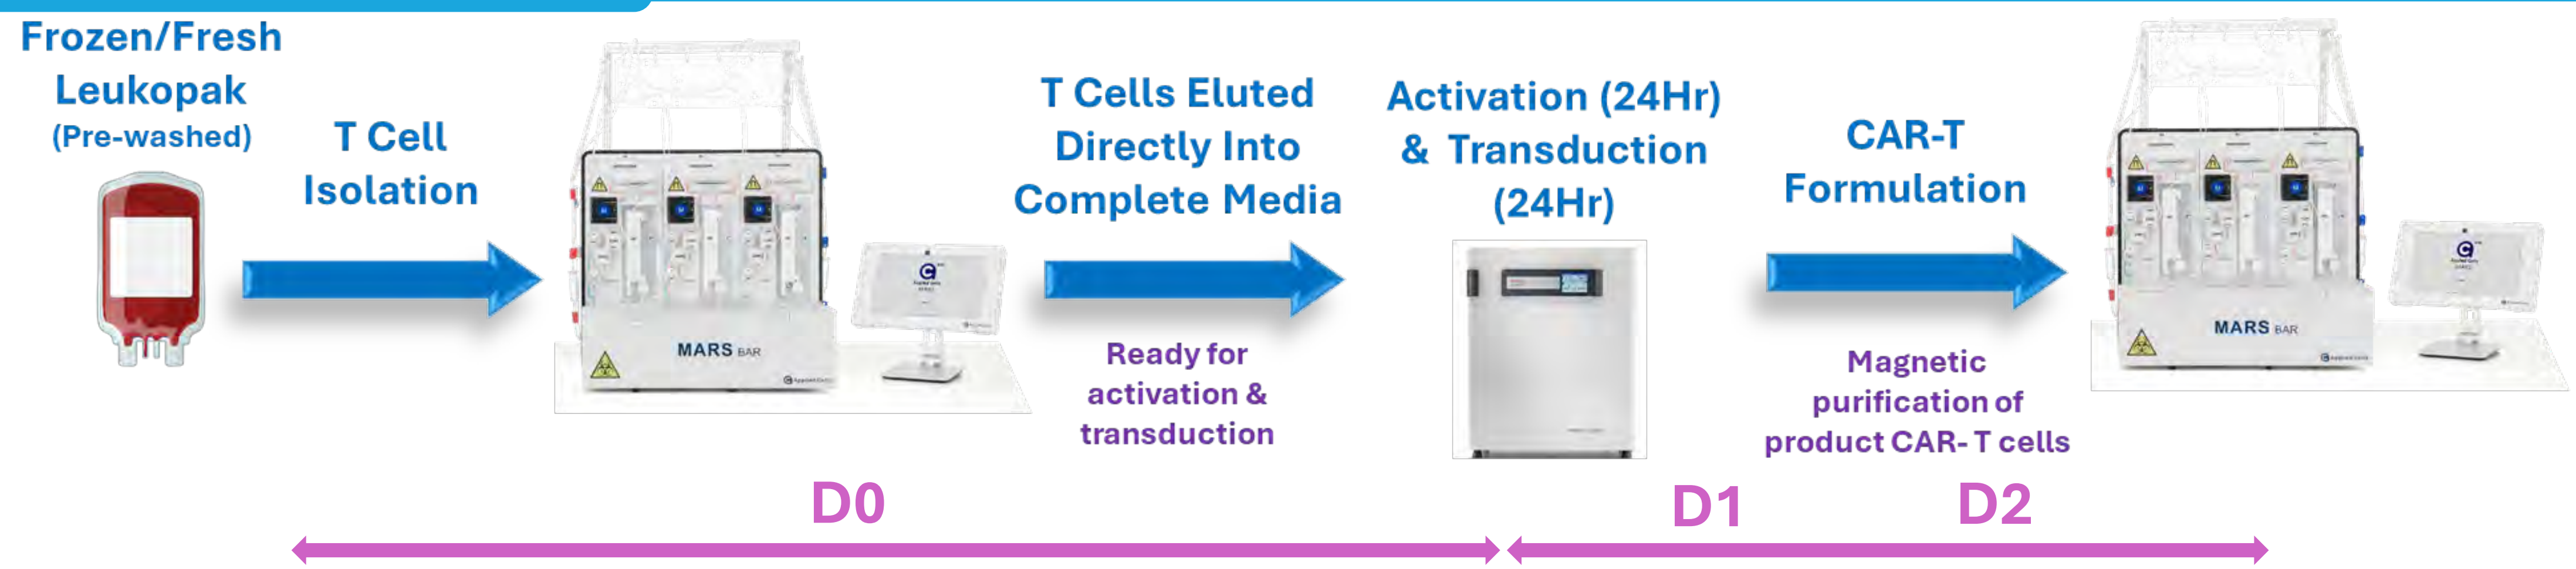 Frozen/Fresh
Leukopak
(Pre-washed)
T Cell
Isolation
MARS BAR
T Cells Eluted
Directly Into
Complete Media
Ready for
activation &
transduction
Activation (24Hr)
& Transduction
(24Hr)
CAR-T
Formulation
Magnetic
purification of
product CAR- T cells
MARS BAR
D0
D1
D2